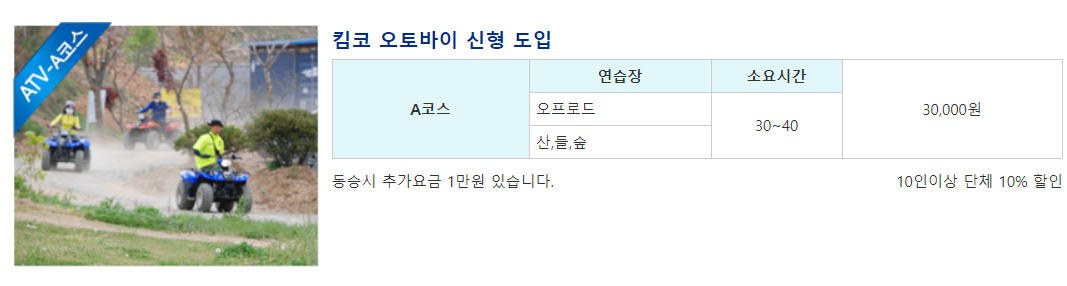 ATV-A코스
킴코 오토바이 신형 도입
A코스
연습장
소요시간
30,000원
오프로드
30~40
산,들,숲
동승시 추가요금 1만원 있습니다.
10인이상 단체 10% 할인